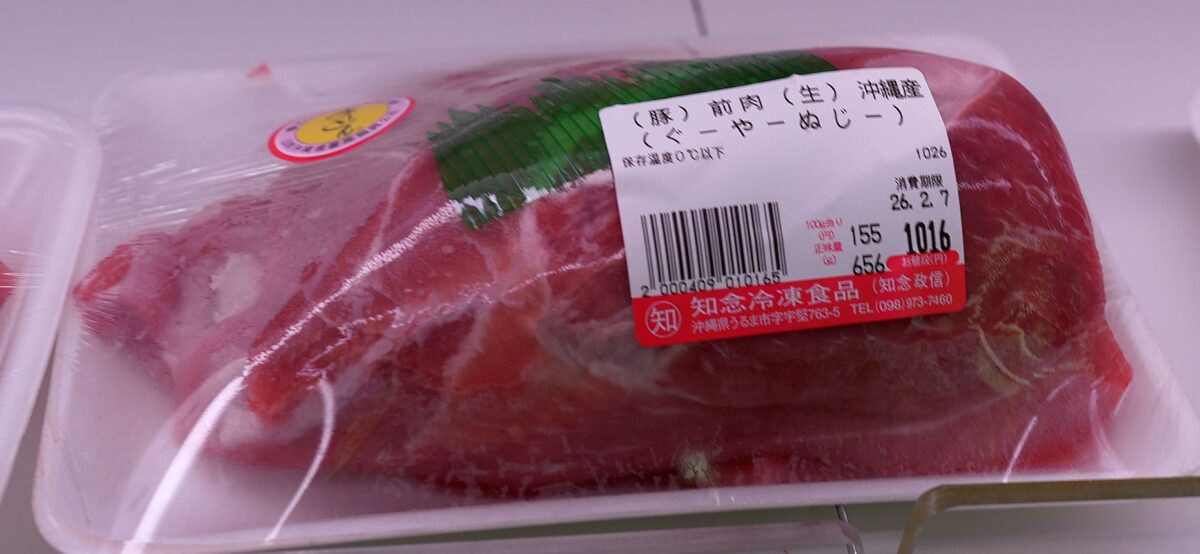 (豚) 前肉 (生) 沖縄産
(ぐーやーぬじー)
保存温度0℃以下
1026
消費期限
26.2.7
100g当り
(円)
155
1016
正味量
(g)
656
お値段(円)
2 000409 010165
知 知念冷凍食品 (知念政信)
沖縄県うるま市字宇堅763-5 TEL(098)973-7460